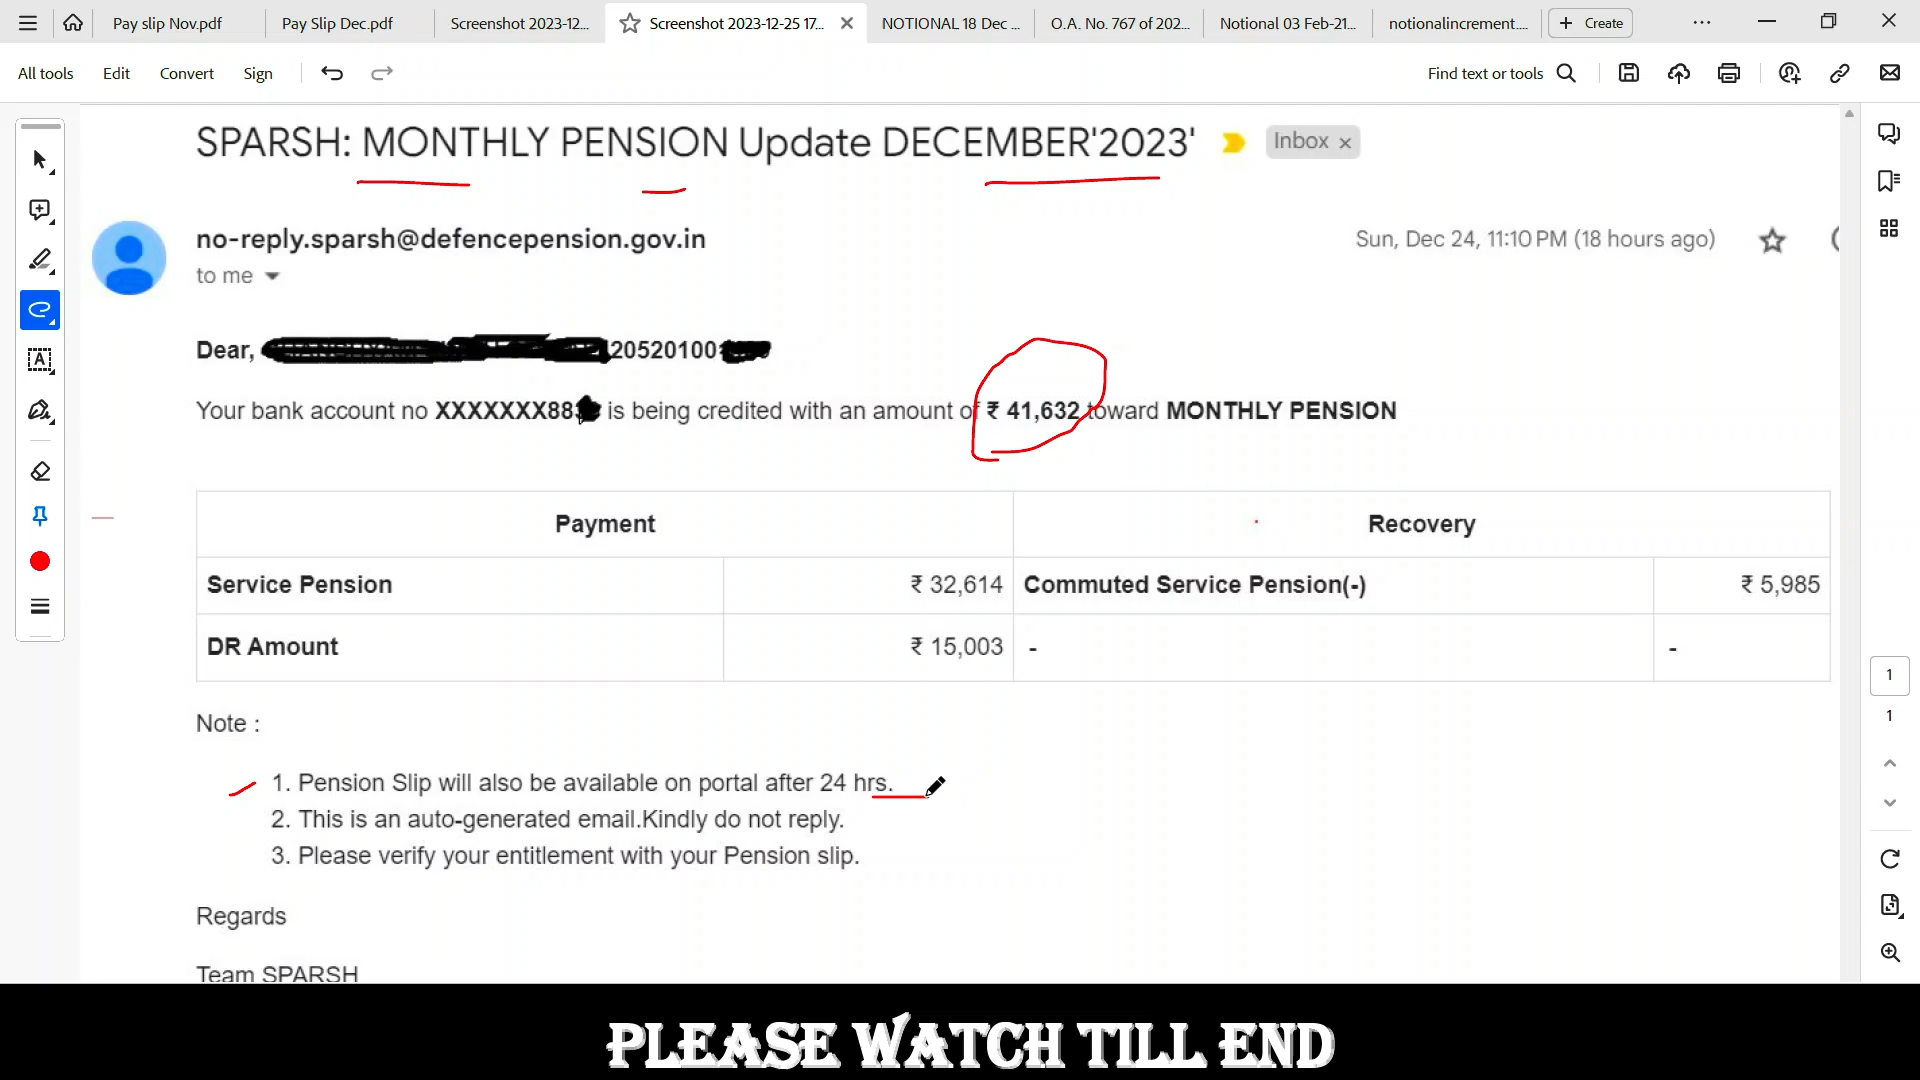 Pay slip Nov.pdf
Pay Slip Dec.pdf
Screenshot 2023-12...
Screenshot 2023-12-25 17...
NOTIONAL 18 Dec ...
O.A. No. 767 of 202...
Notional 03 Feb-21...
notionalincrement....
+ Create
All tools
Edit
Convert
Sign
Find text or tools
SPARSH: MONTHLY PENSION Update DECEMBER'2023'
Inbox ×
no-reply.sparsh@defencepension.gov.in
Sun, Dec 24, 11:10 PM (18 hours ago)
to me
Dear, 20520100
Your bank account no XXXXXXX88 is being credited with an amount of ₹ 41,632 toward MONTHLY PENSION
Payment
Recovery
Service Pension
₹ 32,614
Commuted Service Pension(-)
₹ 5,985
DR Amount
₹ 15,003
-
-
Note :
1. Pension Slip will also be available on portal after 24 hrs.
2. This is an auto-generated email.Kindly do not reply.
3. Please verify your entitlement with your Pension slip.
Regards
Team SPARSH
1
1
PLEASE WATCH TILL END